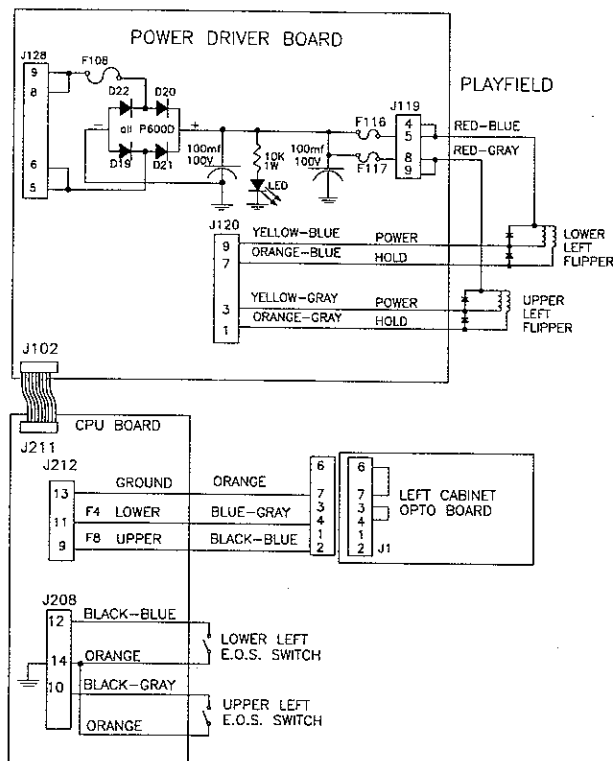 POWER DRIVER BOARD
PLAYFIELD
J128
9
8
6
5
F108
D22
D20
all
P600D
D19
D21
–
+
100mf
100V
10K
1W
LED
100mf
100V
F116
F117
J119
4
5
8
9
RED-BLUE
RED-GRAY
J120
9
7
3
1
YELLOW-BLUE
POWER
ORANGE-BLUE
HOLD
YELLOW-GRAY
POWER
ORANGE-GRAY
HOLD
LOWER
LEFT
FLIPPER
UPPER
LEFT
FLIPPER
J102
J211
CPU BOARD
J212
13
11
9
GROUND
ORANGE
F4 LOWER
BLUE-GRAY
F8 UPPER
BLACK-BLUE
6
7
3
4
1
2
6
7
3
4
1
2
LEFT CABINET
OPTO BOARD
J1
J208
12
14
10
BLACK-BLUE
ORANGE
BLACK-GRAY
ORANGE
LOWER LEFT
E.O.S. SWITCH
UPPER LEFT
E.O.S. SWITCH